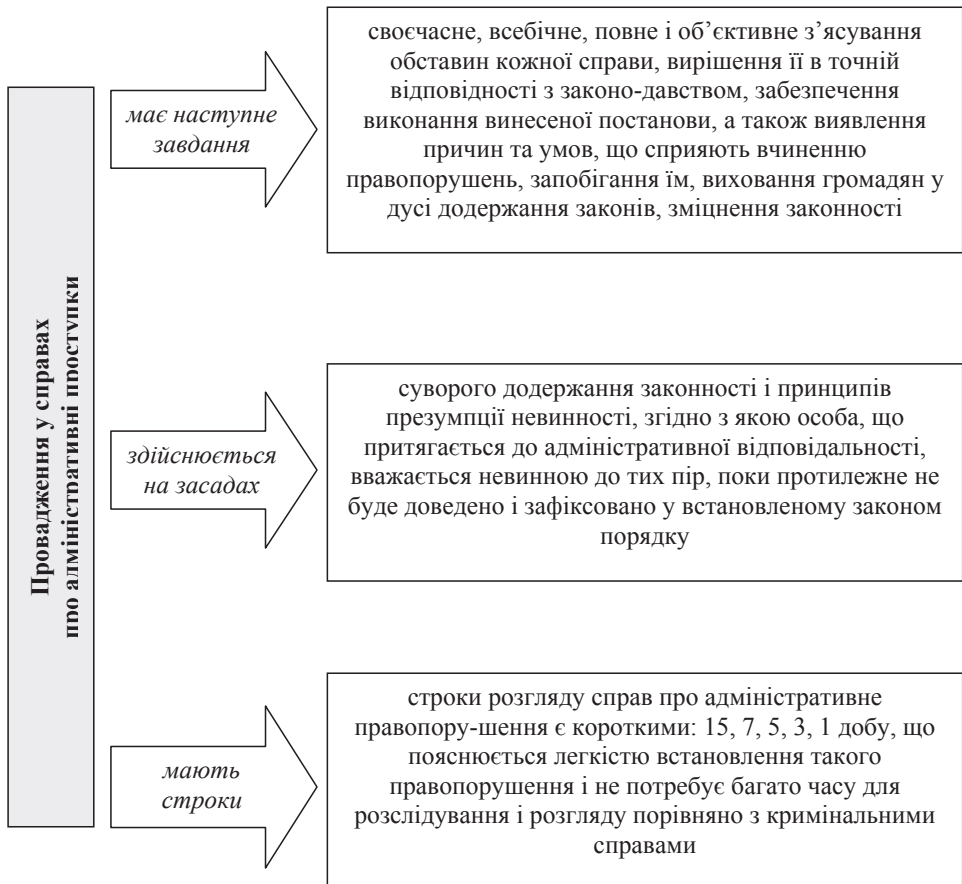 Провадження у справах
про адміністративні проступки
має наступне
завдання
своєчасне, всебічне, повне і об’єктивне з’ясування
обставин кожної справи, вирішення її в точній
відповідності з законо-давством, забезпечення
виконання винесеної постанови, а також виявлення
причин та умов, що сприяють вчиненню
правопорушень, запобігання їм, виховання громадян у
дусі додержання законів, зміцнення законності
здійснюється
на засадах
суворого додержання законності і принципів
презумпції невинності, згідно з якою особа, що
притягається до адміністративної відповідальності,
вважається невинною до тих пір, поки протилежне не
буде доведено і зафіксовано у встановленому законом
порядку
мають
строки
строки розгляду справ про адміністративне
правопору-шення є короткими: 15, 7, 5, 3, 1 добу, що
пояснюється легкістю встановлення такого
правопорушення і не потребує багато часу для
розслідування і розгляду порівняно з кримінальними
справами